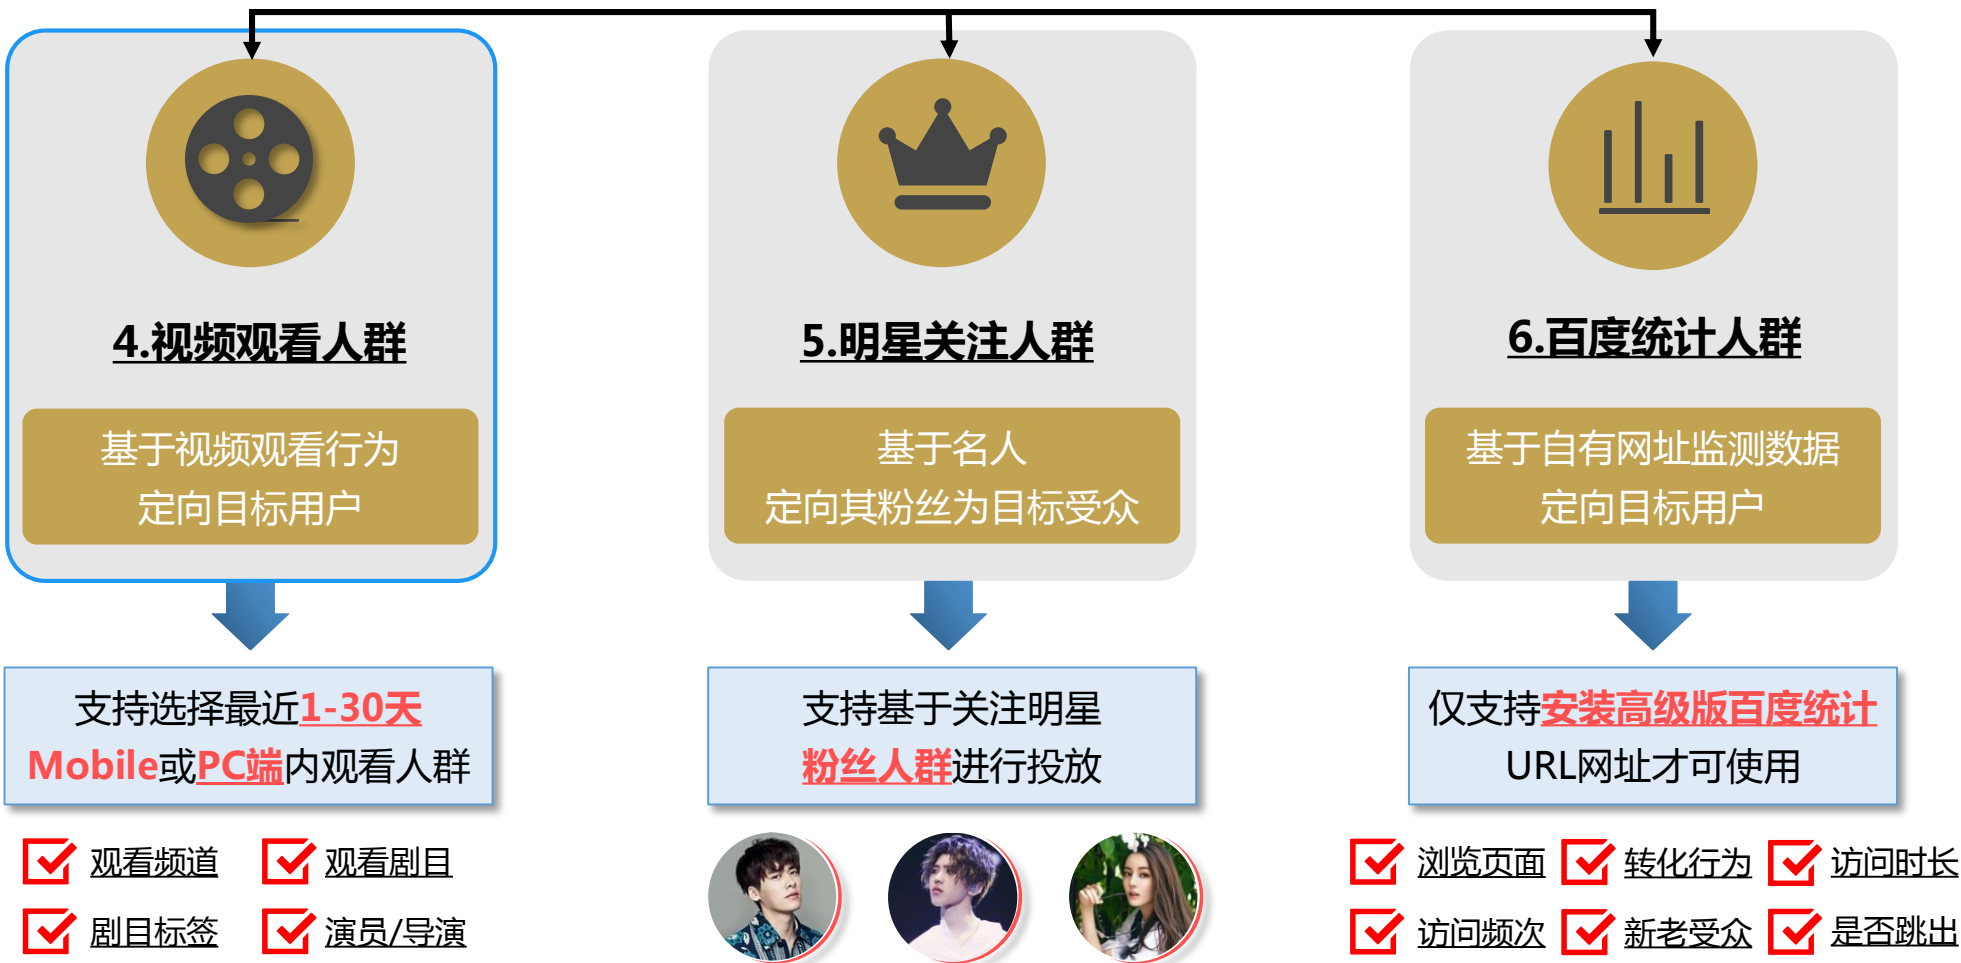 4.视频观看人群
基于视频观看行为
定向目标用户
支持选择最近1-30天
Mobile或PC端内观看人群
观看频道
观看剧目
剧目标签
演员/导演
5.明星关注人群
基于名人
定向其粉丝为目标受众
支持基于关注明星
粉丝人群进行投放
6.百度统计人群
基于自有网址监测数据
定向目标用户
仅支持安装高级版百度统计
URL网址才可使用
浏览页面
转化行为
访问时长
访问频次
新老受众
是否跳出